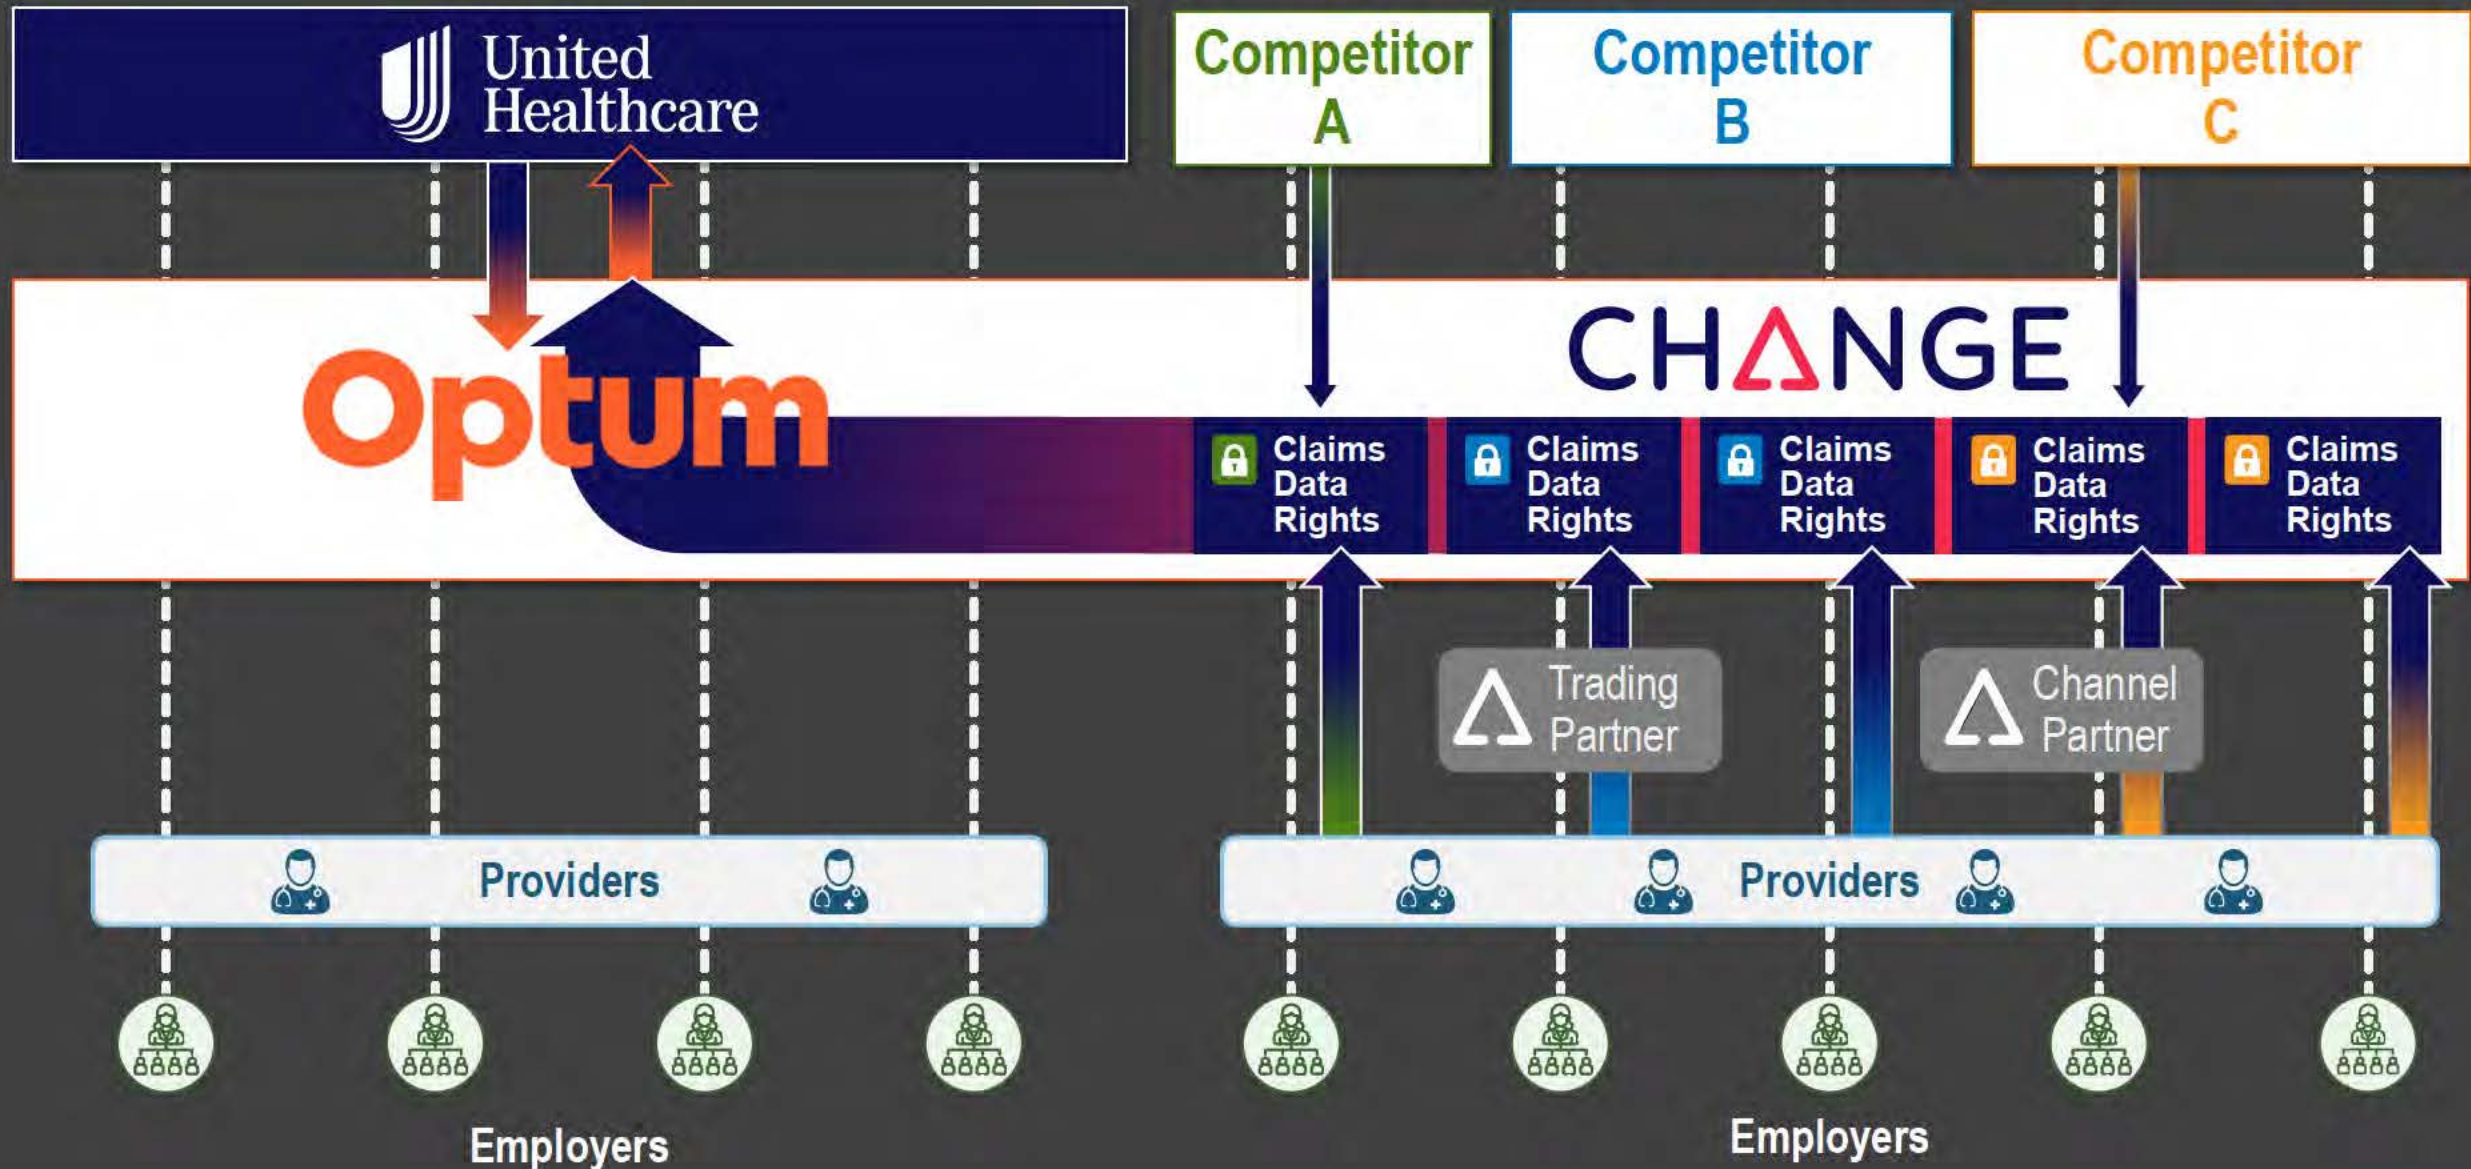 United
Healthcare
Competitor
A
Competitor
B
Competitor
C
Optum
CHANGE
Claims
Data
Rights
Claims
Data
Rights
Claims
Data
Rights
Claims
Data
Rights
Claims
Data
Rights
Trading
Partner
Channel
Partner
Providers
Providers
Employers
Employers